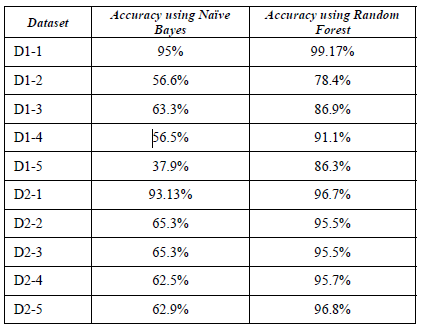 Dataset Accuracy using Naïve Bayes Accuracy using Random Forest
D1-1 95% 99.17%
D1-2 56.6% 78.4%
D1-3 63.3% 86.9%
D1-4 56.5% 91.1%
D1-5 37.9% 86.3%
D2-1 93.13% 96.7%
D2-2 65.3% 95.5%
D2-3 65.3% 95.5%
D2-4 62.5% 95.7%
D2-5 62.9% 96.8%